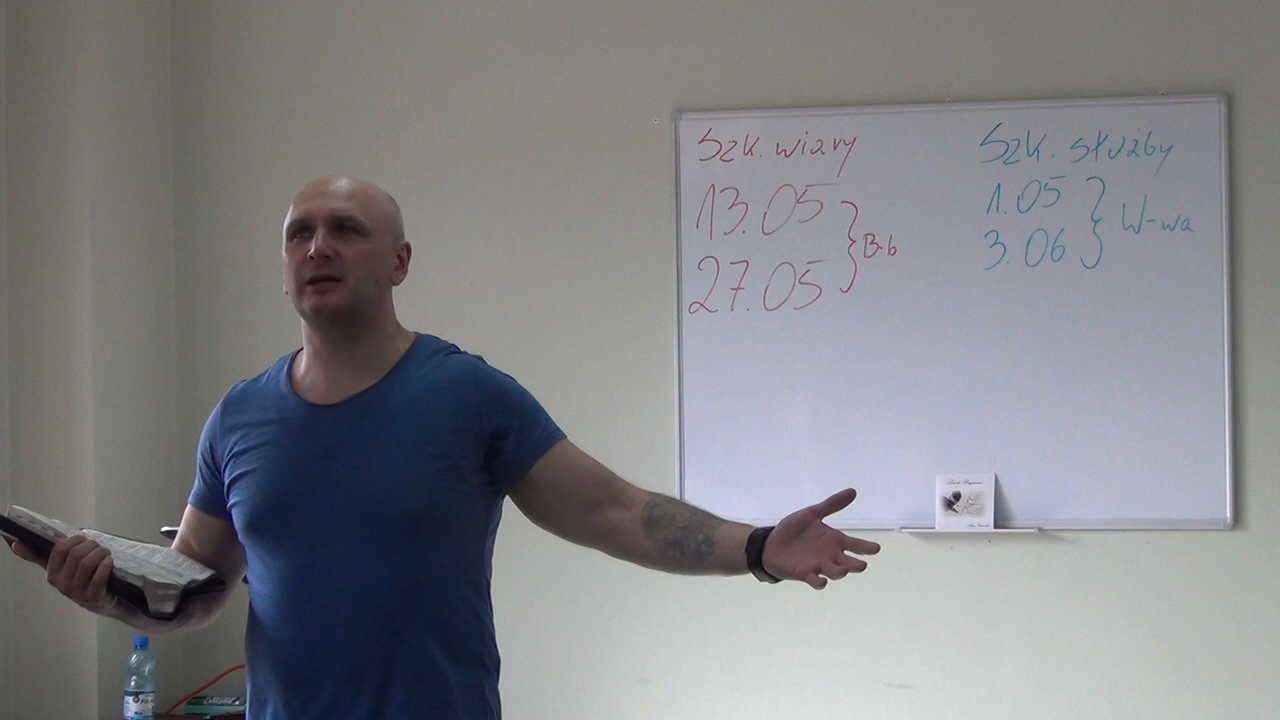 Szk. wiary
13.05
27.05
B-b
Szk. służby
1.05
3.06
W-wa